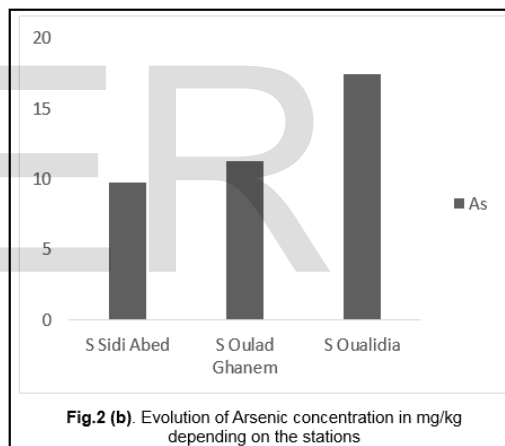 20
15
10
5
0
S Sidi Abed
S Oulad Ghanem
S Oualidia
As
Fig.2 (b). Evolution of Arsenic concentration in mg/kg
depending on the stations
ER